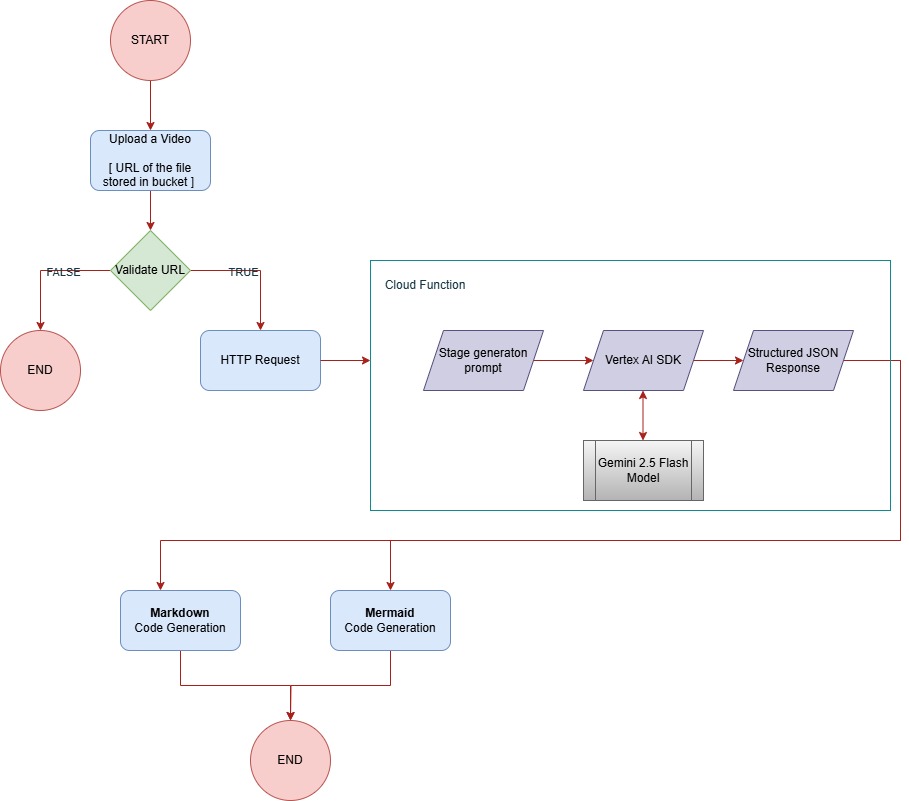 START
Upload a Video
[ URL of the file
stored in bucket ]
Validate URL
FALSE
TRUE
END
HTTP Request
Cloud Function
Stage generaton
prompt
Vertex AI SDK
Structured JSON
Response
Gemini 2.5 Flash
Model
Markdown
Code Generation
Mermaid
Code Generation
END